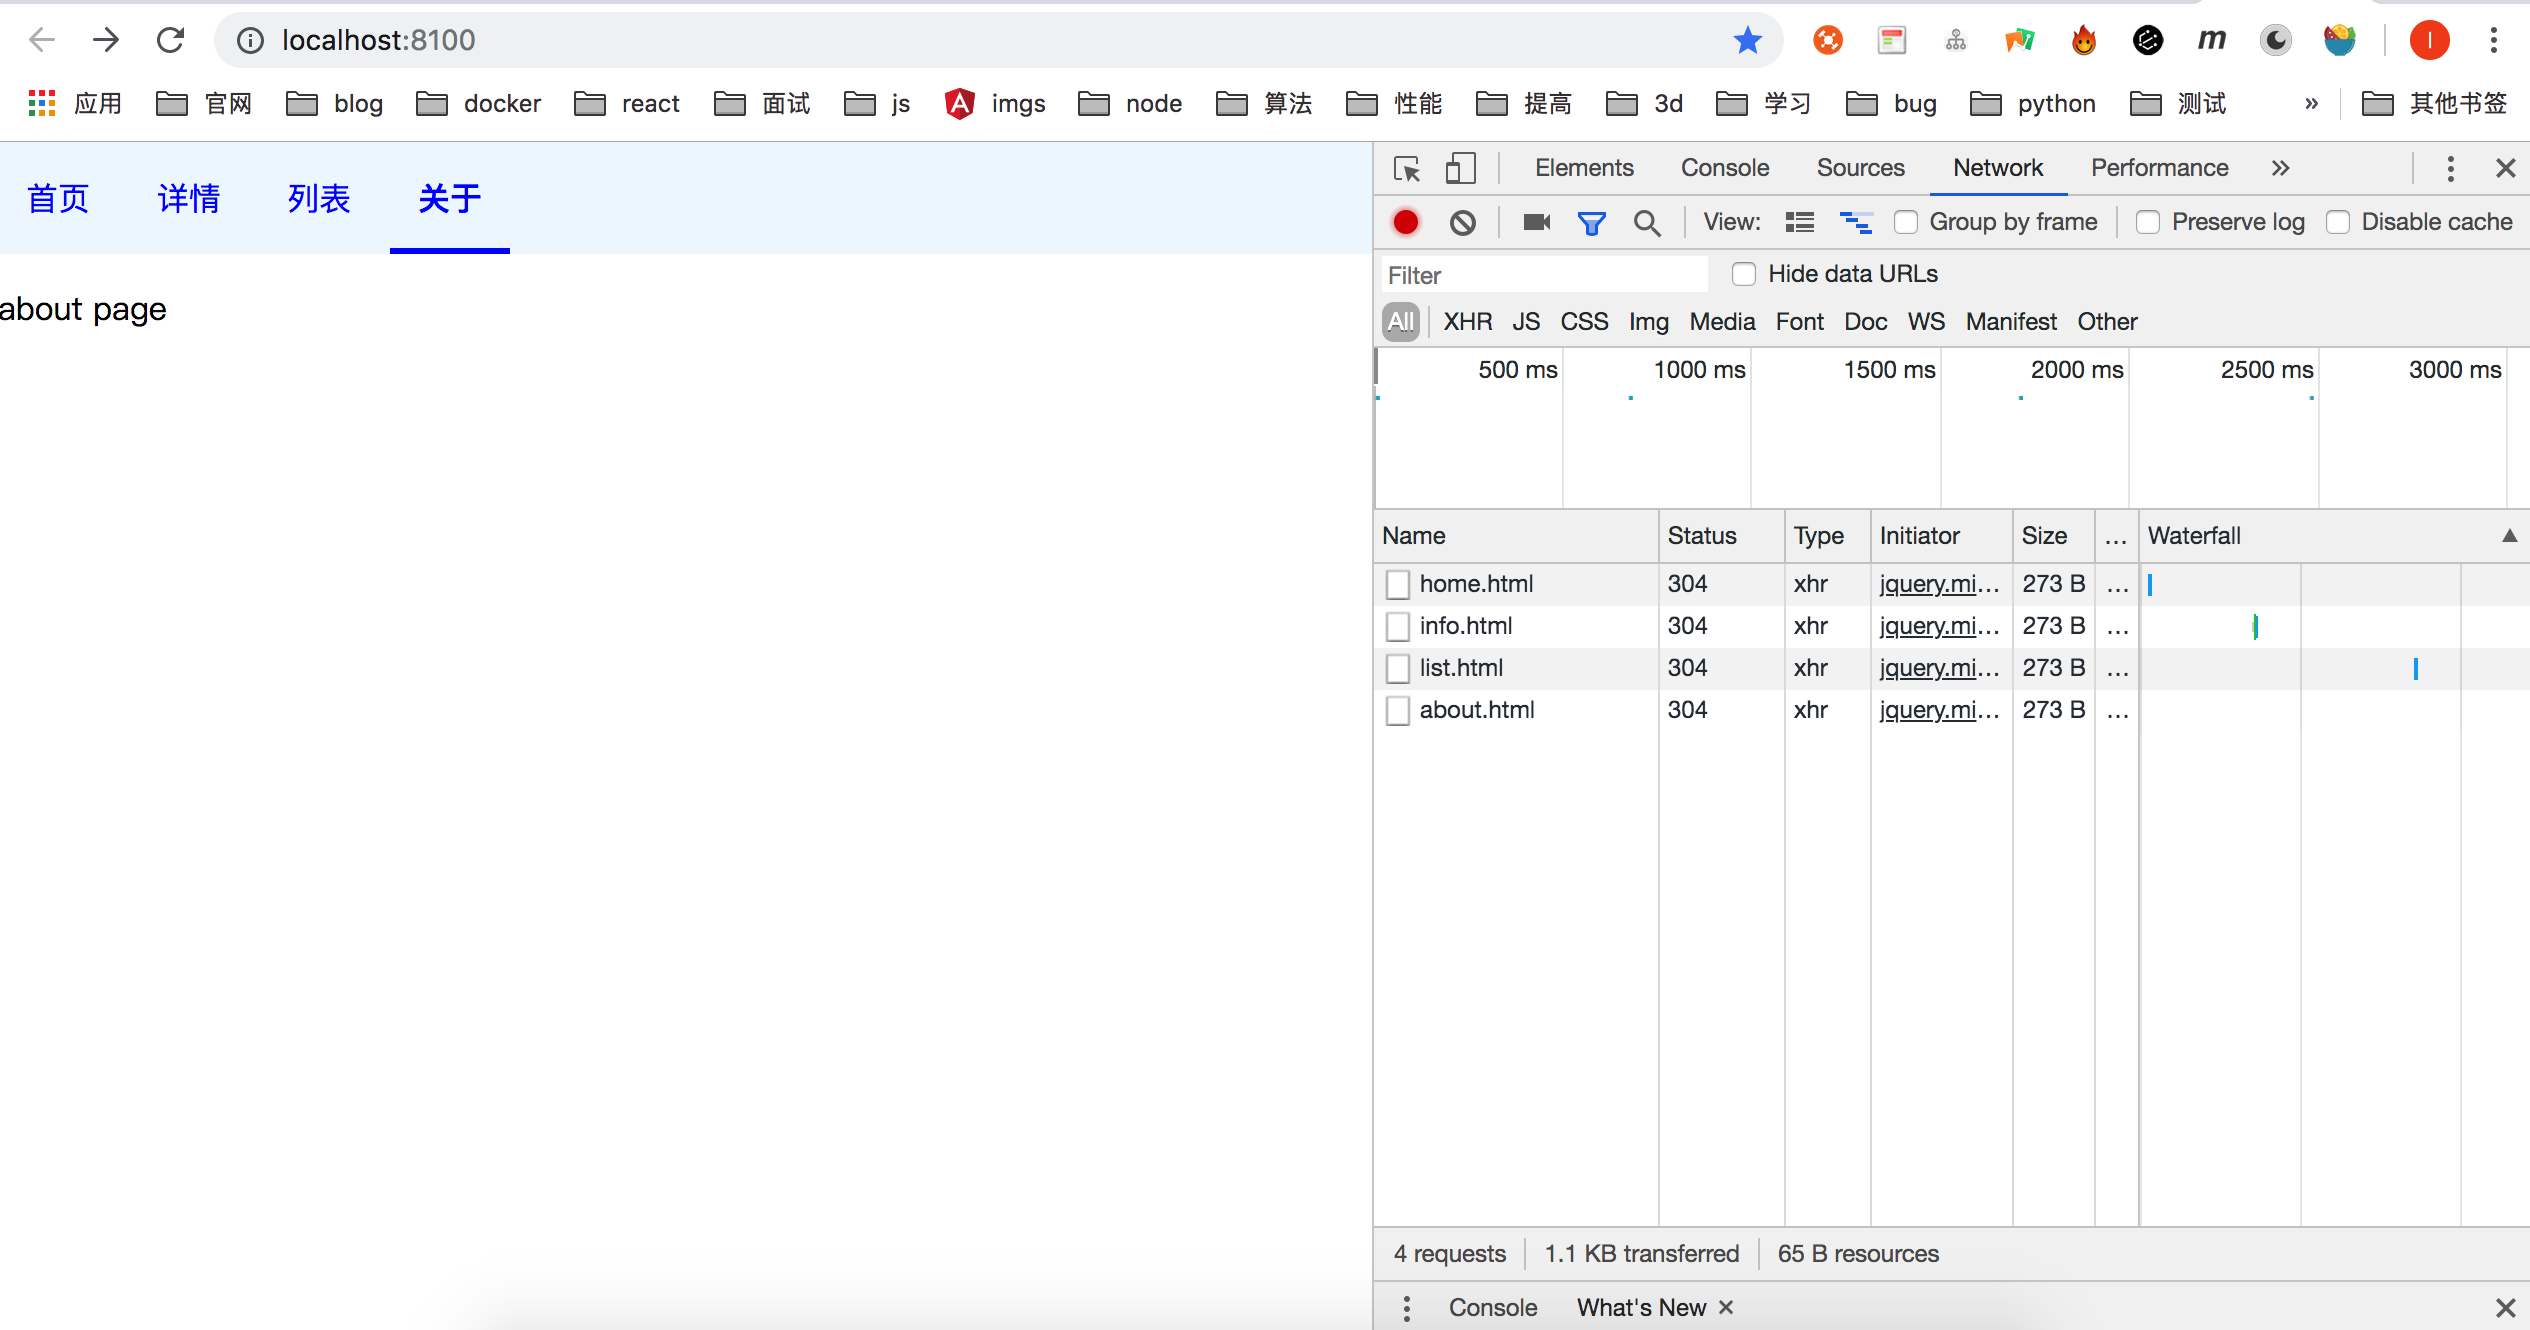 localhost:8100
应用 官网 blog docker react 面试 js imgs node 算法 性能 提高 3d 学习 bug python 测试 » 其他书签
首页 详情 列表 关于
about page
Elements Console Sources Network Performance »
View: Group by frame Preserve log Disable cache
Filter Hide data URLs
All XHR JS CSS Img Media Font Doc WS Manifest Other
500 ms 1000 ms 1500 ms 2000 ms 2500 ms 3000 ms
Name Status Type Initiator Size ... Waterfall
home.html 304 xhr jquery.mi... 273 B ...
info.html 304 xhr jquery.mi... 273 B ...
list.html 304 xhr jquery.mi... 273 B ...
about.html 304 xhr jquery.mi... 273 B ...
4 requests 1.1 KB transferred 65 B resources
Console What's New